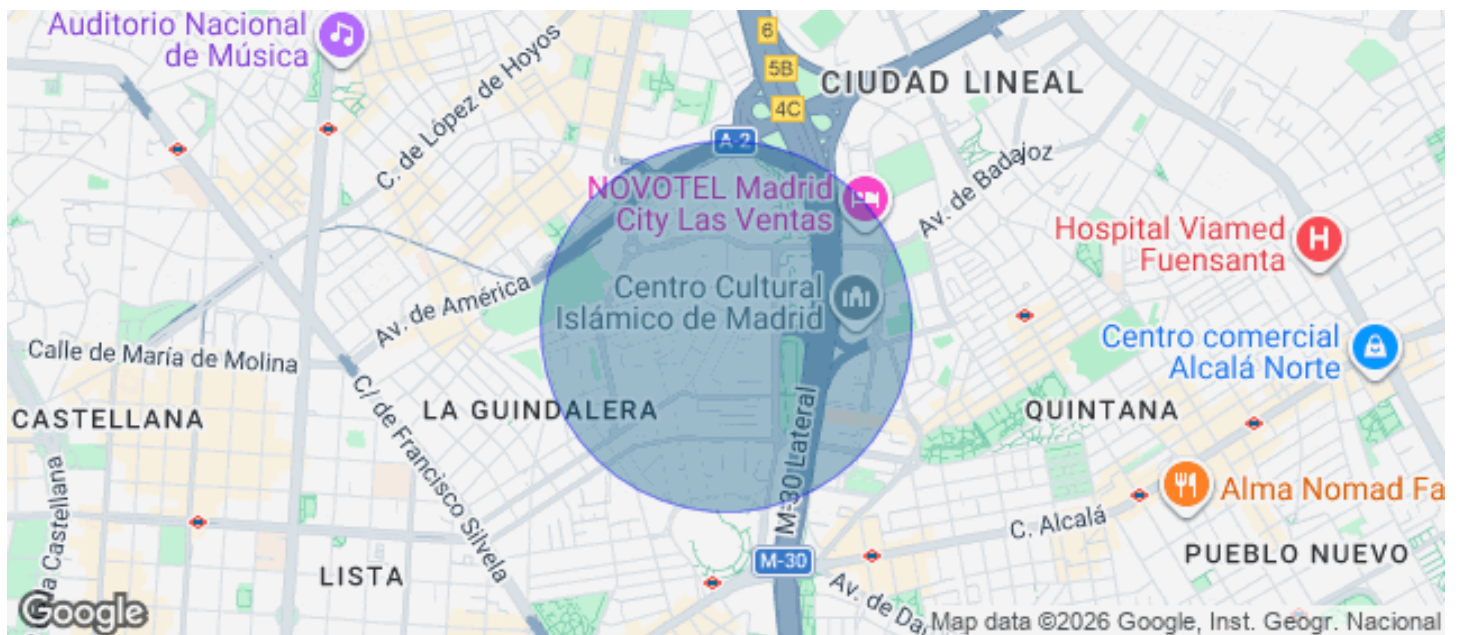 Auditorio Nacional
de Música
C. de López de Hoyos
6
5B
4C
CIUDAD LINEAL
A-2
NOVOTEL Madrid
City Las Ventas
Av. de Badajoz
Hospital Viamed
Fuensanta
Centro Cultural
Islámico de Madrid
Av. de América
Calle de María de Molina
Centro comercial
Alcalá Norte
CASTELLANA
LA GUINDALERA
QUINTANA
C/ de Francisco Silvela
M-30 Lateral
a Castellana
Alma Nomad Fa
C. Alcalá
PUEBLO NUEVO
LISTA
M-30
Av. de Da
Google
Map data ©2026 Google, Inst. Geogr. Nacional